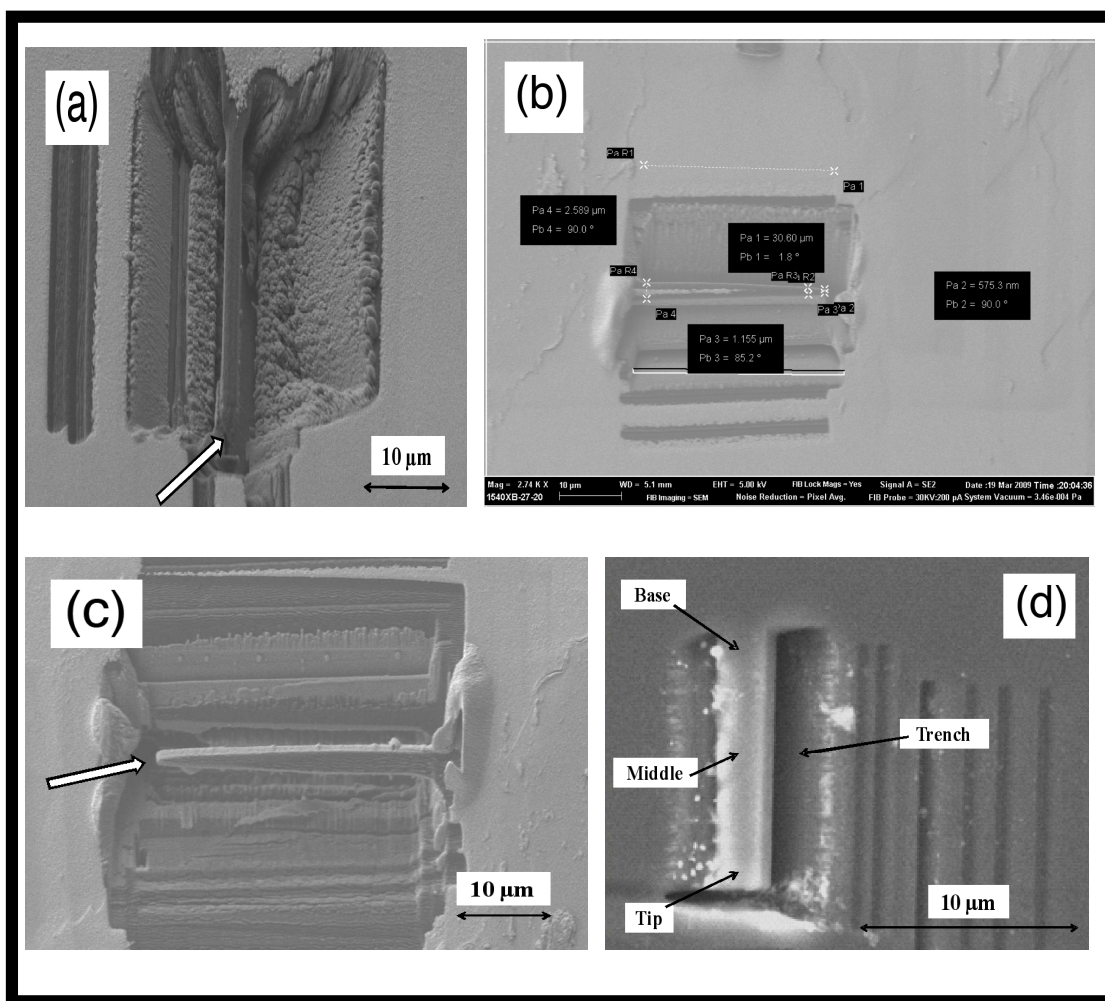 (a)
10 µm
(b)
Pa R1
Pa 1
Pa 4 = 2.589 µm
Pb 4 = 90.0 °
Pa 1 = 30.60 µm
Pb 1 = 1.8 °
Pa R4
Pa R3
R2
Pa 2 = 575.3 nm
Pb 2 = 90.0 °
Pa 4
Pa 3
a 2
Pa 3 = 1.155 µm
Pb 3 = 85.2 °
Mag = 2.74 K X 10 µm WD = 5.1 mm EHT = 5.00 kV FIB Lock Mags = Yes Signal A = SE2 Date :19 Mar 2009 Time :20:04:36
1540XB-27-20 FIB Imaging = SEM Noise Reduction = Pixel Avg. FIB Probe = 30KV:200 pA System Vacuum = 3.46e-004 Pa
(c)
10 µm
(d)
Base
Trench
Middle
Tip
10 µm